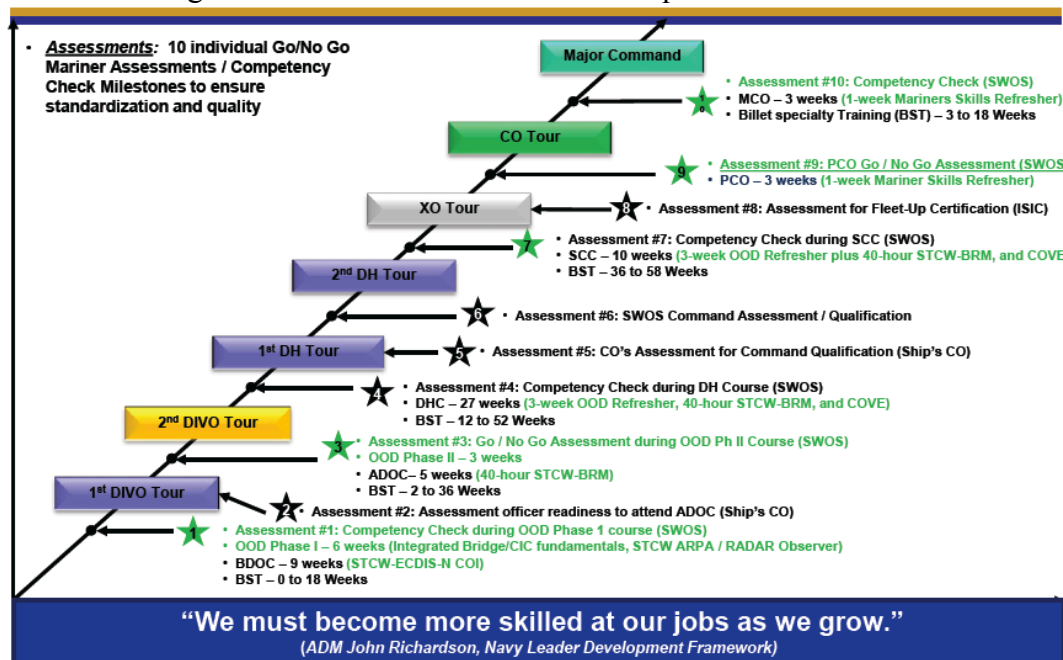 • Assessments: 10 individual Go/No Go
Mariner Assessments / Competency
Check Milestones to ensure
standardization and quality
Major Command
• Assessment #10: Competency Check (SWOS)
• MCO – 3 weeks (1-week Mariners Skills Refresher)
• Billet specialty Training (BST) – 3 to 18 Weeks
10
CO Tour
• Assessment #9: PCO Go / No Go Assessment (SWOS
• PCO – 3 weeks (1-week Mariner Skills Refresher)
9
XO Tour
8
• Assessment #8: Assessment for Fleet-Up Certification (ISIC)
7
• Assessment #7: Competency Check during SCC (SWOS)
• SCC – 10 weeks (3-week OOD Refresher plus 40-hour STCW-BRM, and COVE
• BST – 36 to 58 Weeks
2nd DH Tour
6
• Assessment #6: SWOS Command Assessment / Qualification
1st DH Tour
5
• Assessment #5: CO's Assessment for Command Qualification (Ship's CO)
4
• Assessment #4: Competency Check during DH Course (SWOS)
• DHC – 27 weeks (3-week OOD Refresher, 40-hour STCW-BRM, and COVE)
• BST – 12 to 52 Weeks
2nd DIVO Tour
3
• Assessment #3: Go / No Go Assessment during OOD Ph II Course (SWOS)
• OOD Phase II – 3 weeks
• ADOC– 5 weeks (40-hour STCW-BRM)
• BST – 2 to 36 Weeks
1st DIVO Tour
2
• Assessment #2: Assessment officer readiness to attend ADOC (Ship's CO)
1
• Assessment #1: Competency Check during OOD Phase 1 course (SWOS)
• OOD Phase I – 6 weeks (Integrated Bridge/CIC fundamentals, STCW ARPA / RADAR Observer)
• BDOC – 9 weeks (STCW-ECDIS-N COI)
• BST – 0 to 18 Weeks
"We must become more skilled at our jobs as we grow."
(ADM John Richardson, Navy Leader Development Framework)